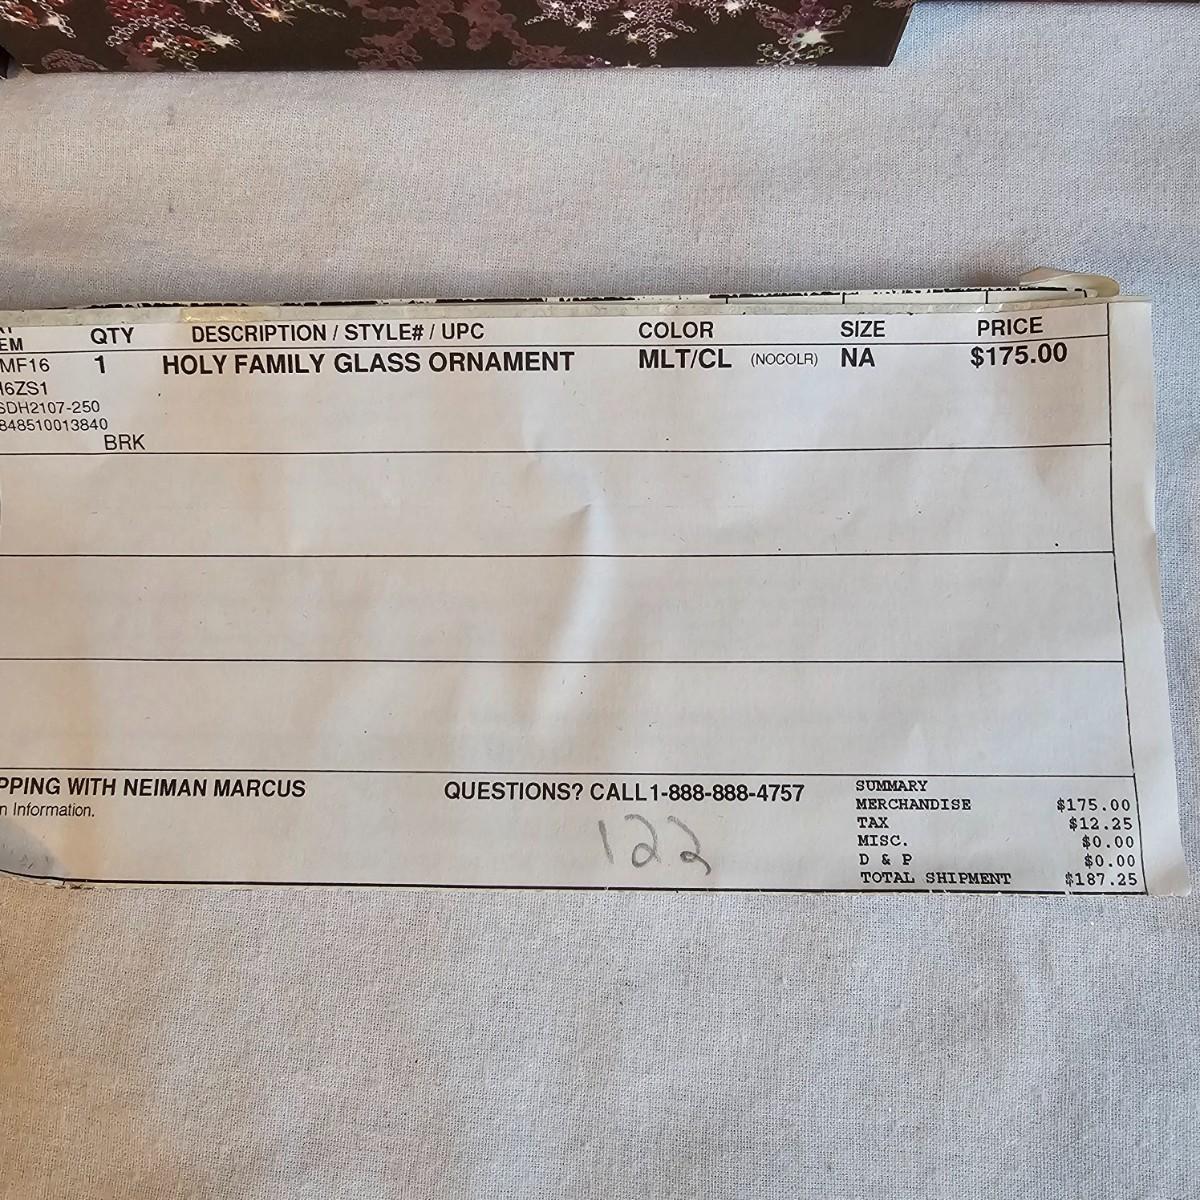 EM QTY DESCRIPTION / STYLE# / UPC COLOR SIZE PRICE
MF16 1 HOLY FAMILY GLASS ORNAMENT MLT/CL (NOCOLR) NA $175.00
6ZS1
SDH2107-250
848510013840
BRK
PPING WITH NEIMAN MARCUS QUESTIONS? CALL 1-888-888-4757
n Information.
122
SUMMARY
MERCHANDISE $175.00
TAX $12.25
MISC. $0.00
D & P $0.00
TOTAL SHIPMENT $187.25